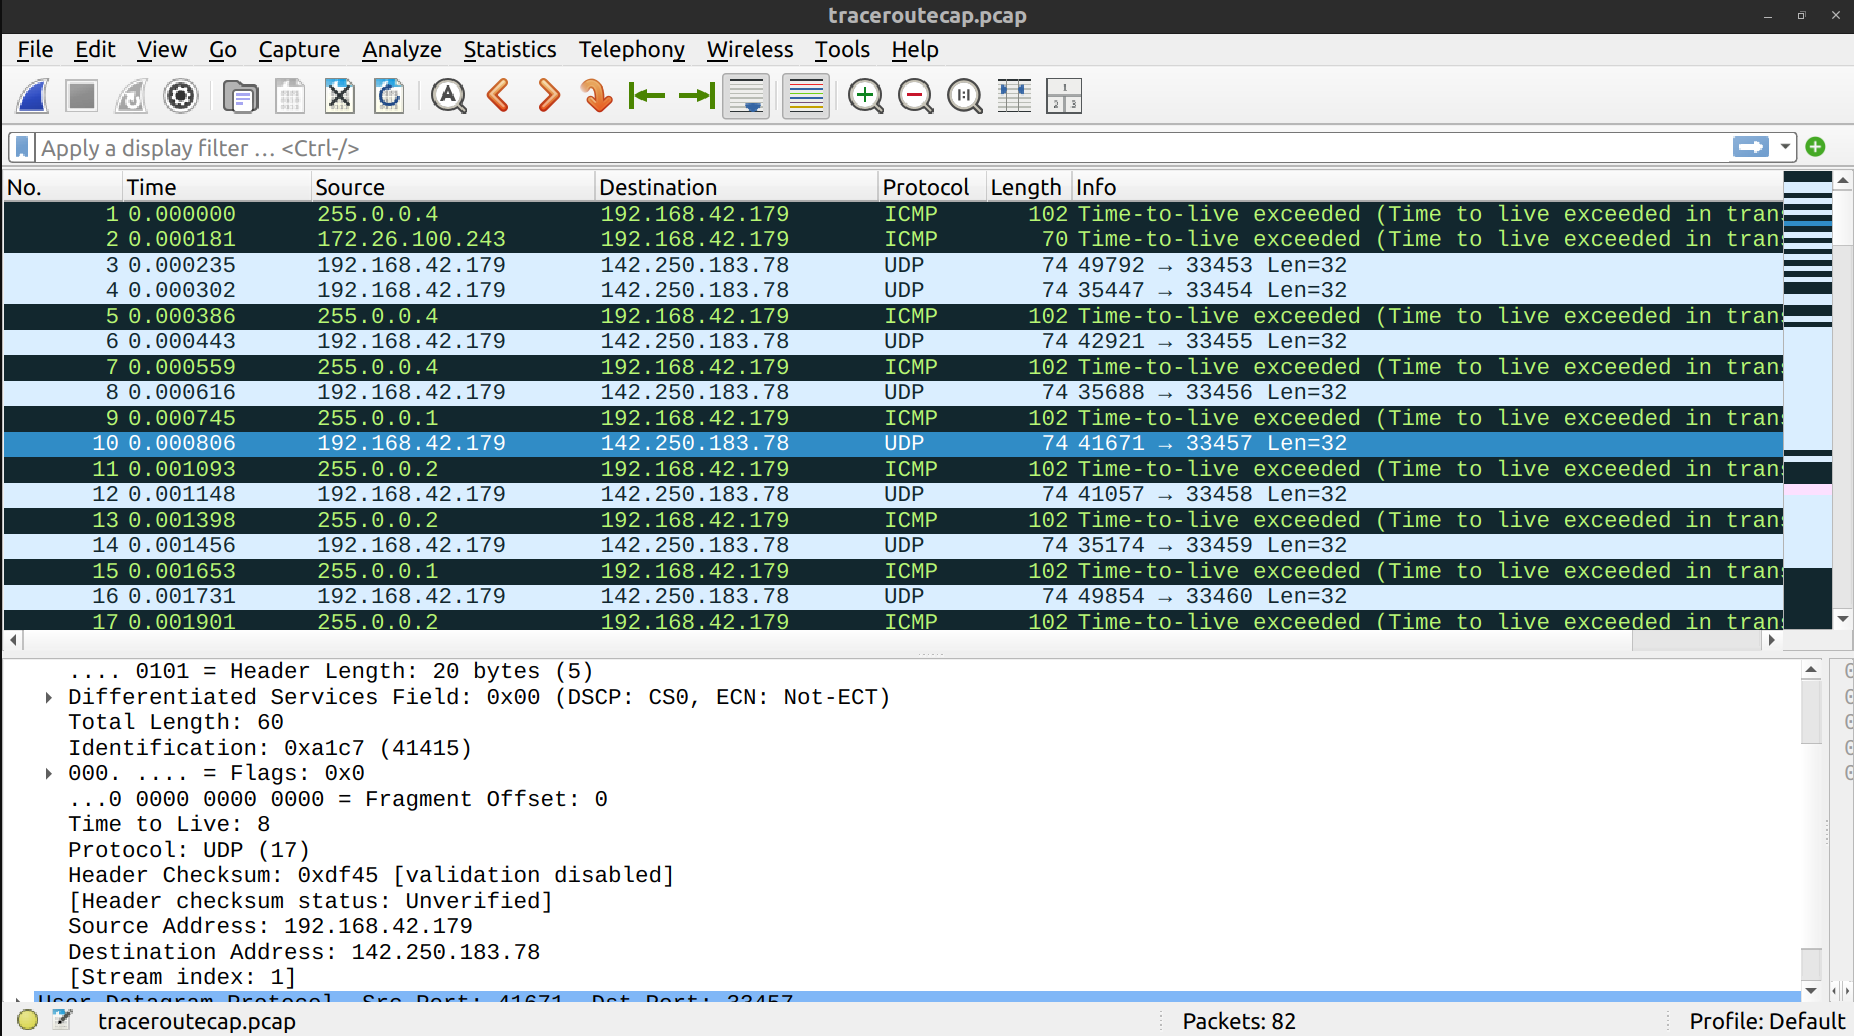 traceroutecap.pcap
File Edit View Go Capture Analyze Statistics Telephony Wireless Tools Help
Apply a display filter … <Ctrl-/>
No. Time Source Destination Protocol Length Info
1 0.000000 255.0.0.4 192.168.42.179 ICMP 102 Time-to-live exceeded (Time to live exceeded in trans
2 0.000181 172.26.100.243 192.168.42.179 ICMP 70 Time-to-live exceeded (Time to live exceeded in trans
3 0.000235 192.168.42.179 142.250.183.78 UDP 74 49792 → 33453 Len=32
4 0.000302 192.168.42.179 142.250.183.78 UDP 74 35447 → 33454 Len=32
5 0.000386 255.0.0.4 192.168.42.179 ICMP 102 Time-to-live exceeded (Time to live exceeded in trans
6 0.000443 192.168.42.179 142.250.183.78 UDP 74 42921 → 33455 Len=32
7 0.000559 255.0.0.4 192.168.42.179 ICMP 102 Time-to-live exceeded (Time to live exceeded in trans
8 0.000616 192.168.42.179 142.250.183.78 UDP 74 35688 → 33456 Len=32
9 0.000745 255.0.0.1 192.168.42.179 ICMP 102 Time-to-live exceeded (Time to live exceeded in trans
10 0.000806 192.168.42.179 142.250.183.78 UDP 74 41671 → 33457 Len=32
11 0.001093 255.0.0.2 192.168.42.179 ICMP 102 Time-to-live exceeded (Time to live exceeded in trans
12 0.001148 192.168.42.179 142.250.183.78 UDP 74 41057 → 33458 Len=32
13 0.001398 255.0.0.2 192.168.42.179 ICMP 102 Time-to-live exceeded (Time to live exceeded in trans
14 0.001456 192.168.42.179 142.250.183.78 UDP 74 35174 → 33459 Len=32
15 0.001653 255.0.0.1 192.168.42.179 ICMP 102 Time-to-live exceeded (Time to live exceeded in trans
16 0.001731 192.168.42.179 142.250.183.78 UDP 74 49854 → 33460 Len=32
17 0.001901 255.0.0.2 192.168.42.179 ICMP 102 Time-to-live exceeded (Time to live exceeded in trans
.... 0101 = Header Length: 20 bytes (5)
Differentiated Services Field: 0x00 (DSCP: CS0, ECN: Not-ECT)
Total Length: 60
Identification: 0xa1c7 (41415)
000. .... = Flags: 0x0
...0 0000 0000 0000 = Fragment Offset: 0
Time to Live: 8
Protocol: UDP (17)
Header Checksum: 0xdf45 [validation disabled]
[Header checksum status: Unverified]
Source Address: 192.168.42.179
Destination Address: 142.250.183.78
[Stream index: 1]
User Datagram Protocol, Src Port: 41671, Dst Port: 33457
traceroutecap.pcap Packets: 82 Profile: Default